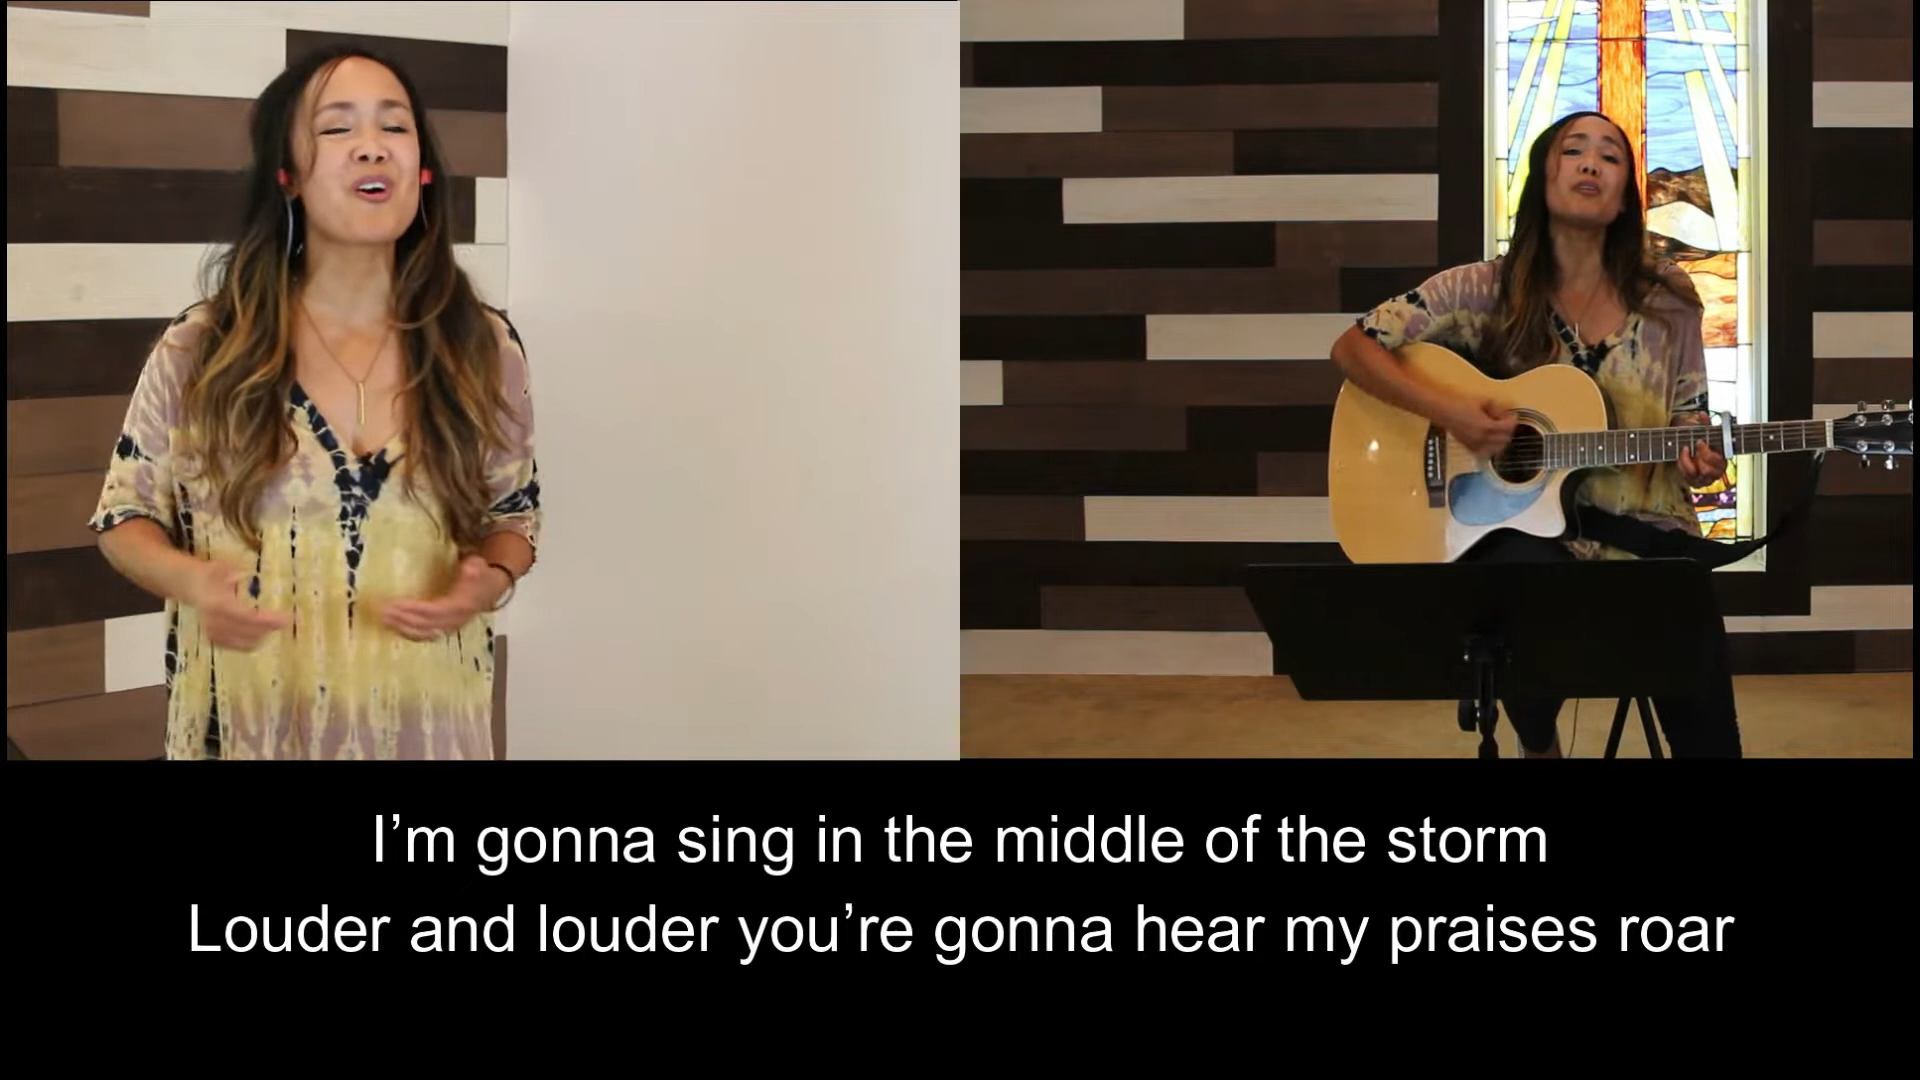 I’m gonna sing in the middle of the storm
Louder and louder you’re gonna hear my praises roar